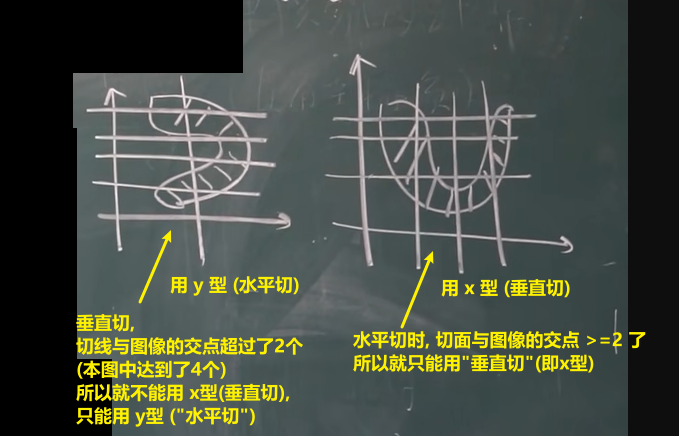 用 y 型 (水平切)
垂直切,
切线与图像的交点超过了2个
(本图中达到了4个)
所以就不能用 x型(垂直切),
只能用 y型 ("水平切")
用 x 型 (垂直切)
水平切时, 切面与图像的交点 >=2 了
所以就只能用"垂直切"(即x型)